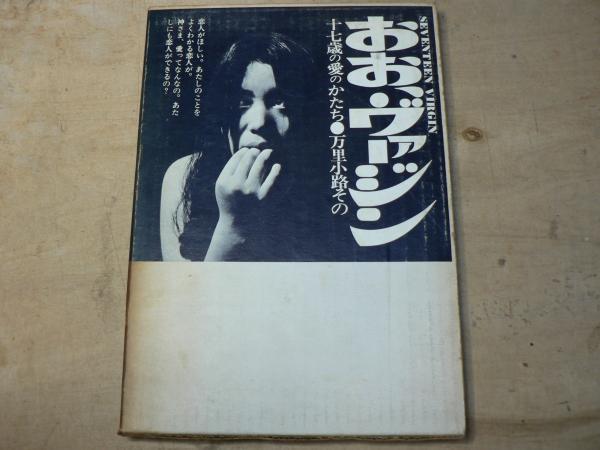 SEVENTEEN VIRGIN
おお、ヴァージン
十七歳の愛のかたち●万里小路その
恋人がほしい。あたしのことを
よくわかる恋人が。
神さま、愛ってなんなの。あた
しにも恋人ができるの？